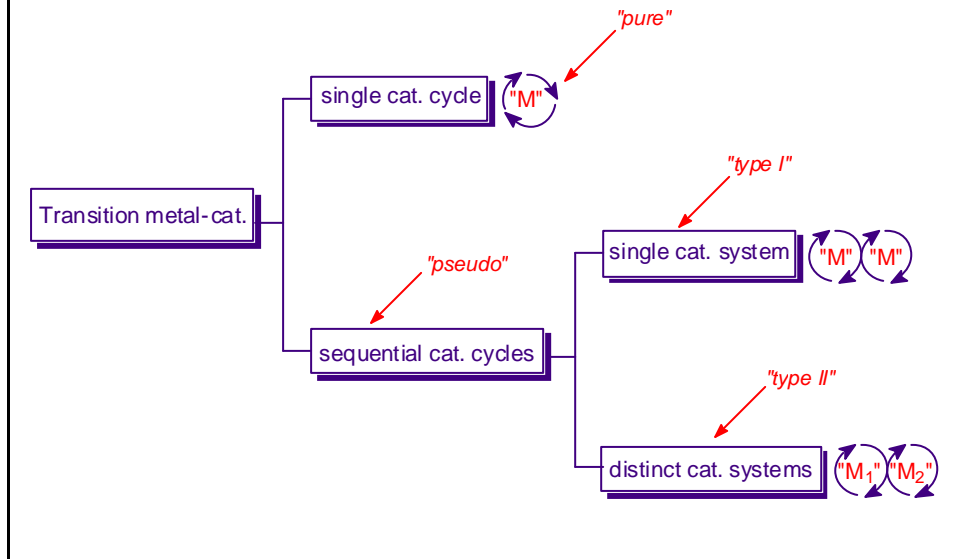 "pure"
single cat. cycle
"M"
"type I"
Transition metal-cat.
single cat. system
"M" "M"
"pseudo"
sequential cat. cycles
"type II"
distinct cat. systems
"M1" "M2"